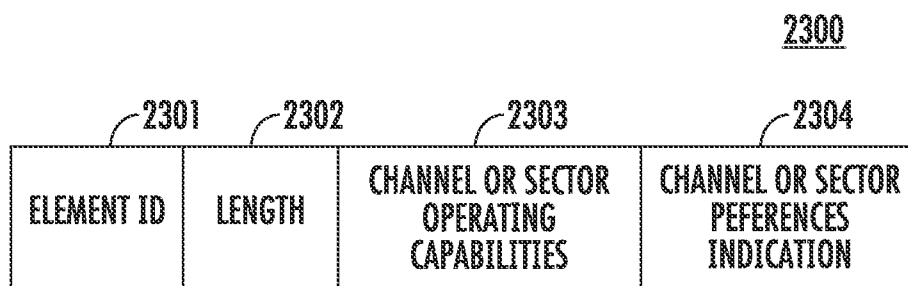 2300
2301
2302
2303
2304
ELEMENT ID
LENGTH
CHANNEL OR SECTOR
OPERATING
CAPABILITIES
CHANNEL OR SECTOR
PEFERENCES
INDICATION